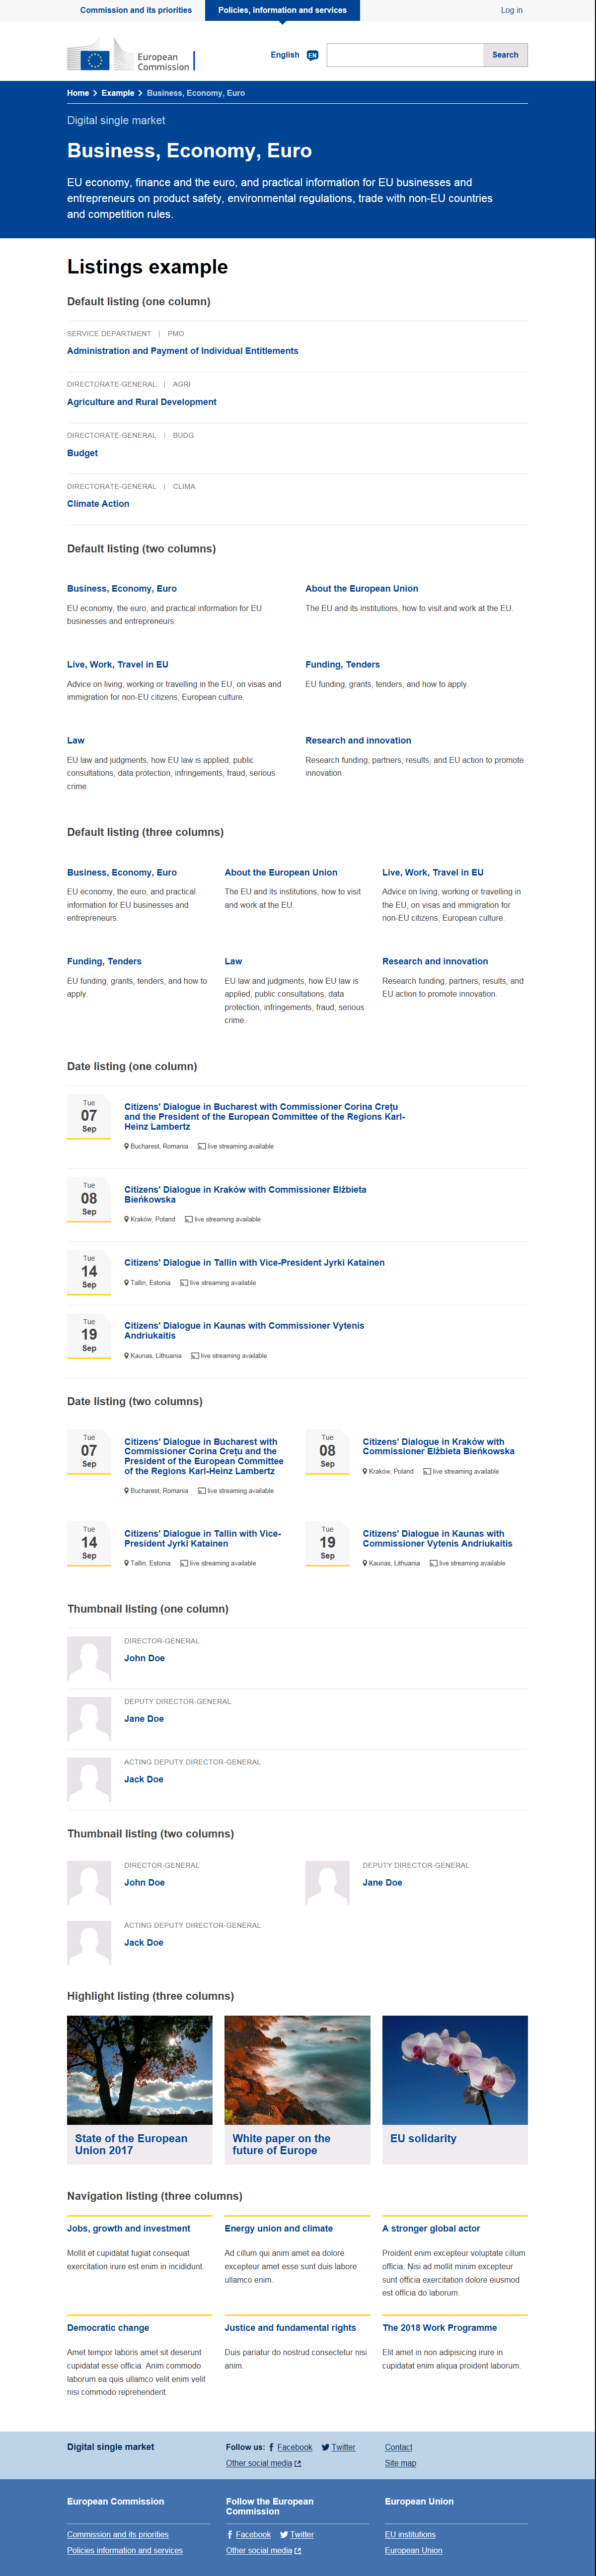 Commission and its priorities
Policies, information and services
Log in
European
Commission
English EN
Search
Home > Example > Business, Economy, Euro
Digital single market
Business, Economy, Euro
EU economy, finance and the euro, and practical information for EU businesses and
entrepreneurs on product safety, environmental regulations, trade with non-EU countries
and competition rules.
Listings example
Default listing (one column)
SERVICE DEPARTMENT | PMO
Administration and Payment of Individual Entitlements
DIRECTORATE-GENERAL | AGRI
Agriculture and Rural Development
DIRECTORATE-GENERAL | BUDG
Budget
DIRECTORATE-GENERAL | CLIMA
Climate Action
Default listing (two columns)
Business, Economy, Euro
EU economy, the euro, and practical information for EU
businesses and entrepreneurs.
About the European Union
The EU and its institutions, how to visit and work at the EU.
Live, Work, Travel in EU
Advice on living, working or travelling in the EU, on visas and
immigration for non-EU citizens, European culture.
Funding, Tenders
EU funding, grants, tenders, and how to apply.
Law
EU law and judgments, how EU law is applied, public
consultations, data protection, infringements, fraud, serious
crime.
Research and innovation
Research funding, partners, results, and EU action to promote
innovation.
Default listing (three columns)
Business, Economy, Euro
EU economy, the euro, and practical
information for EU businesses and
entrepreneurs.
About the European Union
The EU and its institutions, how to visit
and work at the EU.
Live, Work, Travel in EU
Advice on living, working or travelling in
the EU, on visas and immigration for
non-EU citizens, European culture.
Funding, Tenders
EU funding, grants, tenders, and how to
apply.
Law
EU law and judgments, how EU law is
applied, public consultations, data
protection, infringements, fraud, serious
crime.
Research and innovation
Research funding, partners, results, and
EU action to promote innovation.
Date listing (one column)
Tue
07
Sep
Citizens' Dialogue in Bucharest with Commissioner Corina Crețu
and the President of the European Committee of the Regions Karl-
Heinz Lambertz
Bucharest, Romania live streaming available
Tue
08
Sep
Citizens' Dialogue in Kraków with Commissioner Elżbieta
Bieńkowska
Kraków, Poland live streaming available
Tue
14
Sep
Citizens' Dialogue in Tallin with Vice-President Jyrki Katainen
Tallin, Estonia live streaming available
Tue
19
Sep
Citizens' Dialogue in Kaunas with Commissioner Vytenis
Andriukaitis
Kaunas, Lithuania live streaming available
Date listing (two columns)
Tue
07
Sep
Citizens' Dialogue in Bucharest with
Commissioner Corina Crețu and the
President of the European Committee
of the Regions Karl-Heinz Lambertz
Bucharest, Romania live streaming available
Tue
08
Sep
Citizens' Dialogue in Kraków with
Commissioner Elżbieta Bieńkowska
Kraków, Poland live streaming available
Tue
14
Sep
Citizens' Dialogue in Tallin with Vice-
President Jyrki Katainen
Tallin, Estonia live streaming available
Tue
19
Sep
Citizens' Dialogue in Kaunas with
Commissioner Vytenis Andriukaitis
Kaunas, Lithuania live streaming available
Thumbnail listing (one column)
DIRECTOR-GENERAL
John Doe
DEPUTY DIRECTOR-GENERAL
Jane Doe
ACTING DEPUTY DIRECTOR-GENERAL
Jack Doe
Thumbnail listing (two columns)
DIRECTOR-GENERAL
John Doe
DEPUTY DIRECTOR-GENERAL
Jane Doe
ACTING DEPUTY DIRECTOR-GENERAL
Jack Doe
Highlight listing (three columns)
State of the European
Union 2017
White paper on the
future of Europe
EU solidarity
Navigation listing (three columns)
Jobs, growth and investment
Mollit et cupidatat fugiat consequat
exercitation irure est enim in incididunt.
Energy union and climate
Ad cillum qui anim amet ea dolore
excepteur amet esse sunt duis labore
ullamco enim.
A stronger global actor
Proident enim excepteur voluptate cillum
officia. Nisi ad mollit minim excepteur
sunt officia exercitation dolore eiusmod
est officia do laborum.
Democratic change
Amet tempor laboris amet sit deserunt
cupidatat esse officia. Anim commodo
laborum ea quis ullamco velit enim velit
nisi commodo reprehenderit.
Justice and fundamental rights
Duis pariatur do nostrud consectetur nisi
anim.
The 2018 Work Programme
Elit amet in non adipisicing irure in
cupidatat enim aliqua proident laborum.
Digital single market
Follow us: Facebook Twitter
Other social media
Contact
Site map
European Commission
Commission and its priorities
Policies information and services
Follow the European
Commission
Facebook Twitter
Other social media
European Union
EU institutions
European Union